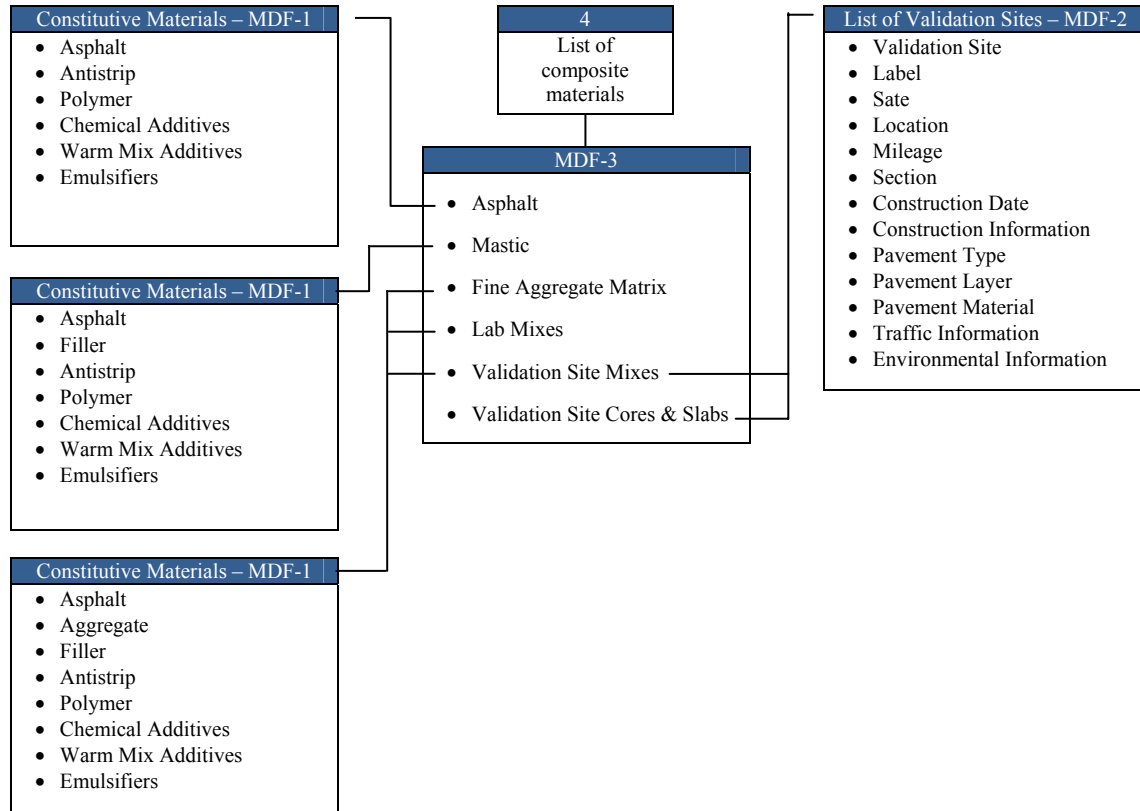 Constitutive Materials – MDF-1
• Asphalt
• Antistrip
• Polymer
• Chemical Additives
• Warm Mix Additives
• Emulsifiers
Constitutive Materials – MDF-1
• Asphalt
• Filler
• Antistrip
• Polymer
• Chemical Additives
• Warm Mix Additives
• Emulsifiers
Constitutive Materials – MDF-1
• Asphalt
• Aggregate
• Filler
• Antistrip
• Polymer
• Chemical Additives
• Warm Mix Additives
• Emulsifiers
4
List of
composite
materials
MDF-3
• Asphalt
• Mastic
• Fine Aggregate Matrix
• Lab Mixes
• Validation Site Mixes
• Validation Site Cores & Slabs
List of Validation Sites – MDF-2
• Validation Site
• Label
• Sate
• Location
• Mileage
• Section
• Construction Date
• Construction Information
• Pavement Type
• Pavement Layer
• Pavement Material
• Traffic Information
• Environmental Information